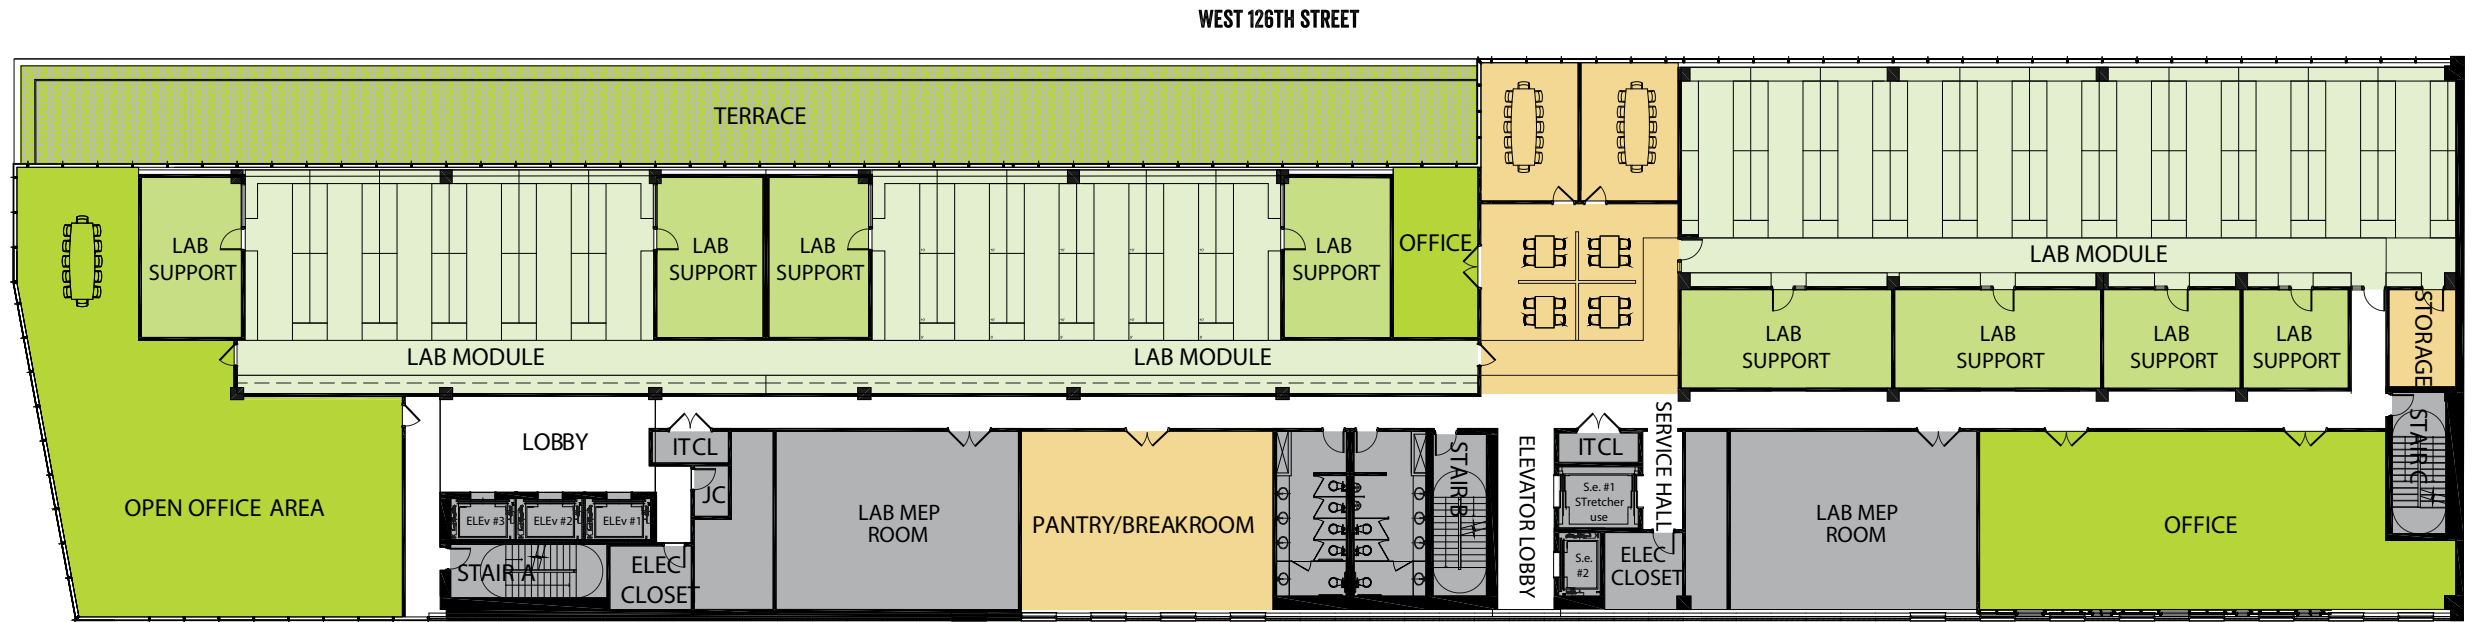 WEST 126TH STREET
TERRACE
LAB
SUPPORT
LAB
SUPPORT
LAB
SUPPORT
LAB
SUPPORT
OFFICE
LAB MODULE
LAB MODULE
LAB MODULE
LAB
SUPPORT
LAB
SUPPORT
LAB
SUPPORT
LAB
SUPPORT
STORAGE
OPEN OFFICE AREA
LOBBY
ITCL
JC
ELEv #3
ELEv #2
ELEv #1
STAIR A
ELEC
CLOSET
LAB MEP
ROOM
PANTRY/BREAKROOM
STAIR B
ELEVATOR LOBBY
ITCL
S.e. #1
STretcher
use
S.e.
#2
SERVICE HALL
ELEC
CLOSET
LAB MEP
ROOM
OFFICE
STAIR C